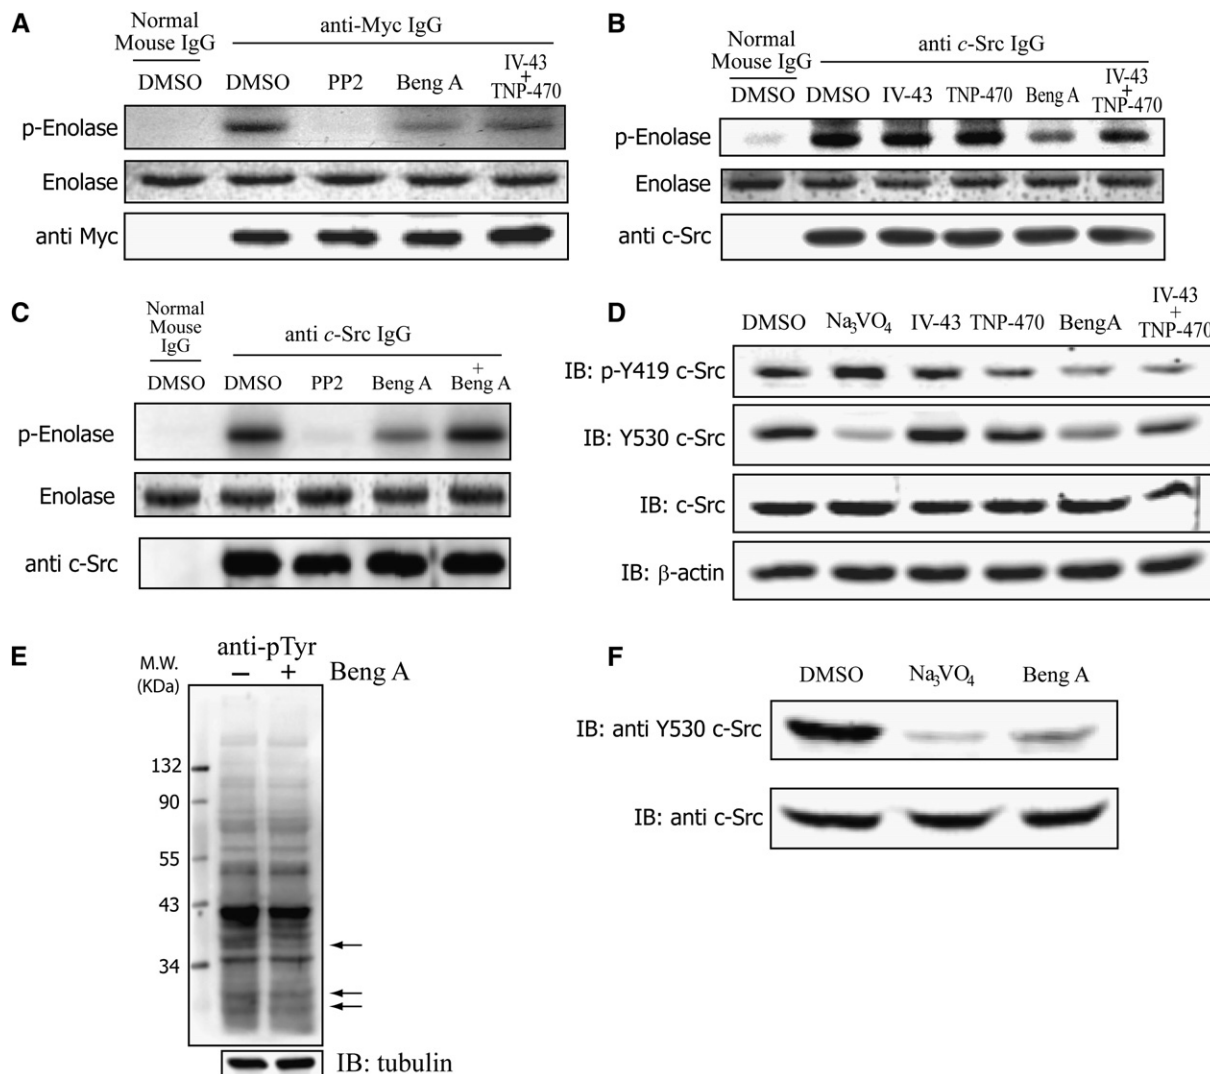 A
Normal
Mouse IgG
anti-Myc IgG
DMSO
DMSO
PP2
Beng A
IV-43
+
TNP-470
p-Enolase
Enolase
anti Myc
B
Normal
Mouse IgG
anti c-Src IgG
DMSO
DMSO
IV-43
TNP-470
Beng A
IV-43
+
TNP-470
p-Enolase
Enolase
anti c-Src
C
Normal
Mouse
IgG
anti c-Src IgG
DMSO
DMSO
PP2
Beng A
+
Beng A
p-Enolase
Enolase
anti c-Src
D
DMSO
Na₃VO₄
IV-43
TNP-470
BengA
IV-43
+
TNP-470
IB: p-Y419 c-Src
IB: Y530 c-Src
IB: c-Src
IB: β-actin
E
anti-pTyr
M.W.
(KDa)
– + Beng A
132
90
55
43
34
IB: tubulin
F
DMSO
Na₃VO₄
Beng A
IB: anti Y530 c-Src
IB: anti c-Src